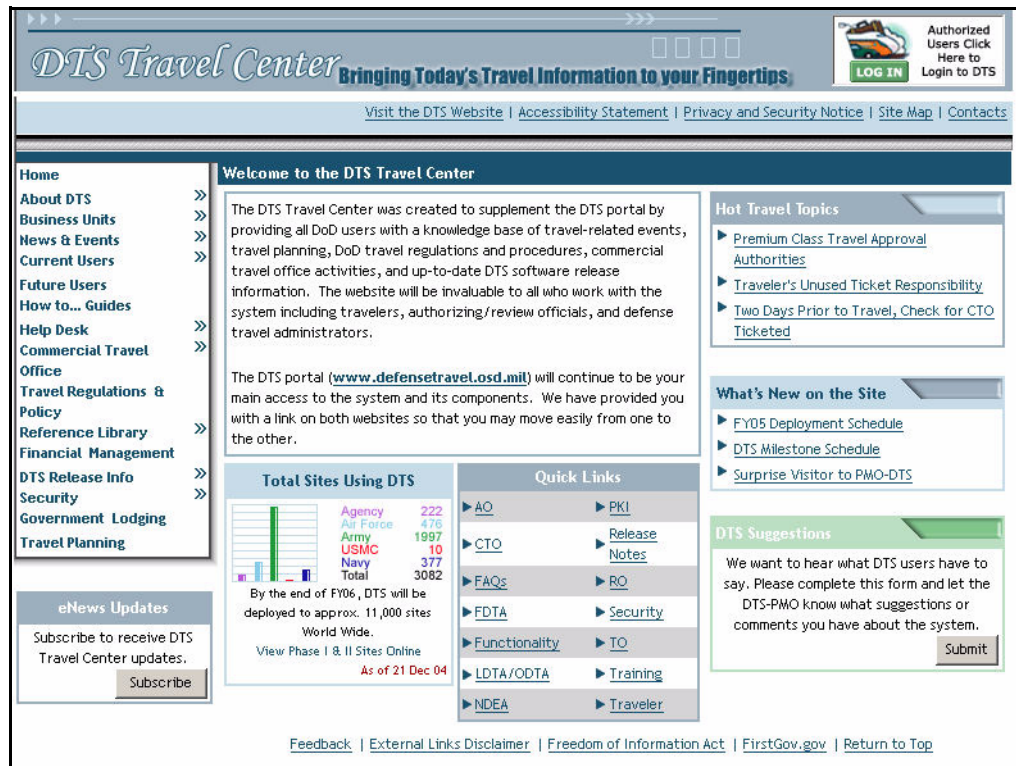 DTS Travel Center
Bringing Today's Travel Information to your Fingertips
LOG IN
Authorized
Users Click
Here to
Login to DTS
Visit the DTS Website | Accessibility Statement | Privacy and Security Notice | Site Map | Contacts
Home
About DTS
Business Units
News & Events
Current Users
Future Users
How to... Guides
Help Desk
Commercial Travel
Office
Travel Regulations &
Policy
Reference Library
Financial Management
DTS Release Info
Security
Government Lodging
Travel Planning
eNews Updates
Subscribe to receive DTS
Travel Center updates.
Subscribe
Welcome to the DTS Travel Center
The DTS Travel Center was created to supplement the DTS portal by
providing all DoD users with a knowledge base of travel-related events,
travel planning, DoD travel regulations and procedures, commercial
travel office activities, and up-to-date DTS software release
information. The website will be invaluable to all who work with the
system including travelers, authorizing/review officials, and defense
travel administrators.
The DTS portal (www.defensetravel.osd.mil) will continue to be your
main access to the system and its components. We have provided you
with a link on both websites so that you may move easily from one to
the other.
Total Sites Using DTS
Agency 222
Air Force 476
Army 1997
USMC 10
Navy 377
Total 3082
By the end of FY06, DTS will be
deployed to approx. 11,000 sites
World Wide.
View Phase I & II Sites Online
As of 21 Dec 04
Quick Links
AO PKI
CTO Release
Notes
FAQs RO
FDTA Security
Functionality TO
LDTA/ODTA Training
NDEA Traveler
Hot Travel Topics
Premium Class Travel Approval
Authorities
Traveler's Unused Ticket Responsibility
Two Days Prior to Travel, Check for CTO
Ticketed
What's New on the Site
FY05 Deployment Schedule
DTS Milestone Schedule
Surprise Visitor to PMO-DTS
DTS Suggestions
We want to hear what DTS users have to
say. Please complete this form and let the
DTS-PMO know what suggestions or
comments you have about the system.
Submit
Feedback | External Links Disclaimer | Freedom of Information Act | FirstGov.gov | Return to Top